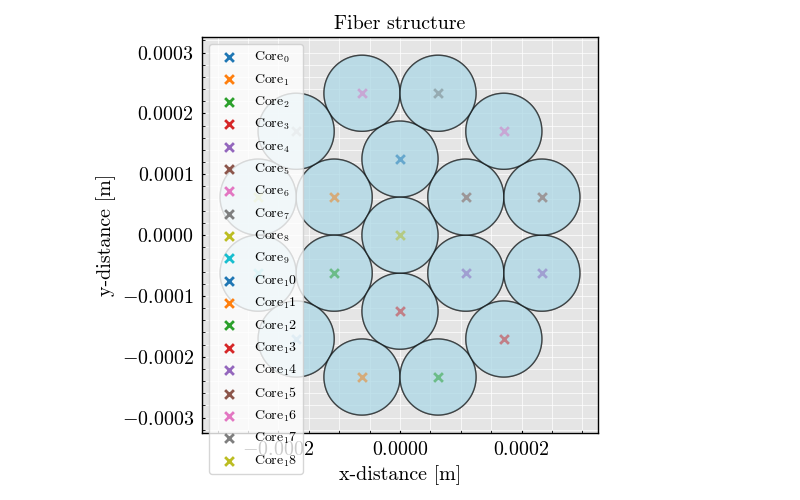 Fiber structure
y-distance [m]
0.0003
0.0002
0.0001
0.0000
−0.0001
−0.0002
−0.0003
Core₀
Core₁
Core₂
Core₃
Core₄
Core₅
Core₆
Core₇
Core₈
Core₉
Core₁0
Core₁1
Core₁2
Core₁3
Core₁4
Core₁5
Core₁6
Core₁7
Core₁8
−0.0002 0.0000 0.0002
x-distance [m]